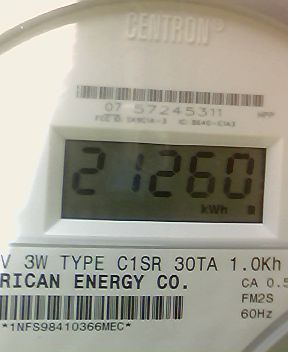 CENTRON®
07 57245311
21260
kWh
V 3W TYPE C1SR 30TA 1.0Kh
RICAN ENERGY CO.
CA 0.5
FM2S
60Hz
*1NFS98410366MEC*